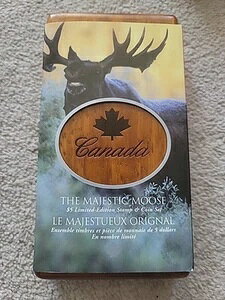 Canada
THE MAJESTIC MOOSE
$5 Limited-Edition Stamp & Coin Set
LE MAJESTUEUX ORIGNAL
Ensemble timbres et pièce de monnaie de 5 dollars
En nombre limité